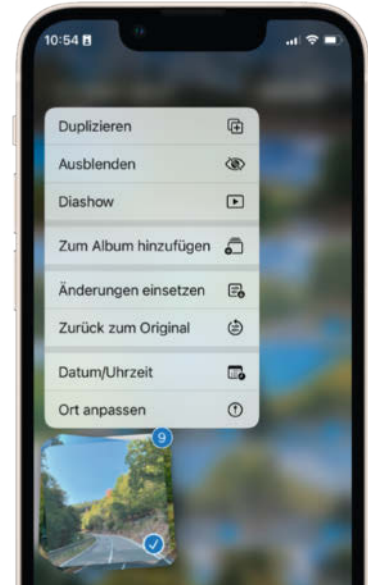 10:54
Duplizieren
Ausblenden
Diashow
Zum Album hinzufügen
Änderungen einsetzen
Zurück zum Original
Datum/Uhrzeit
Ort anpassen
9